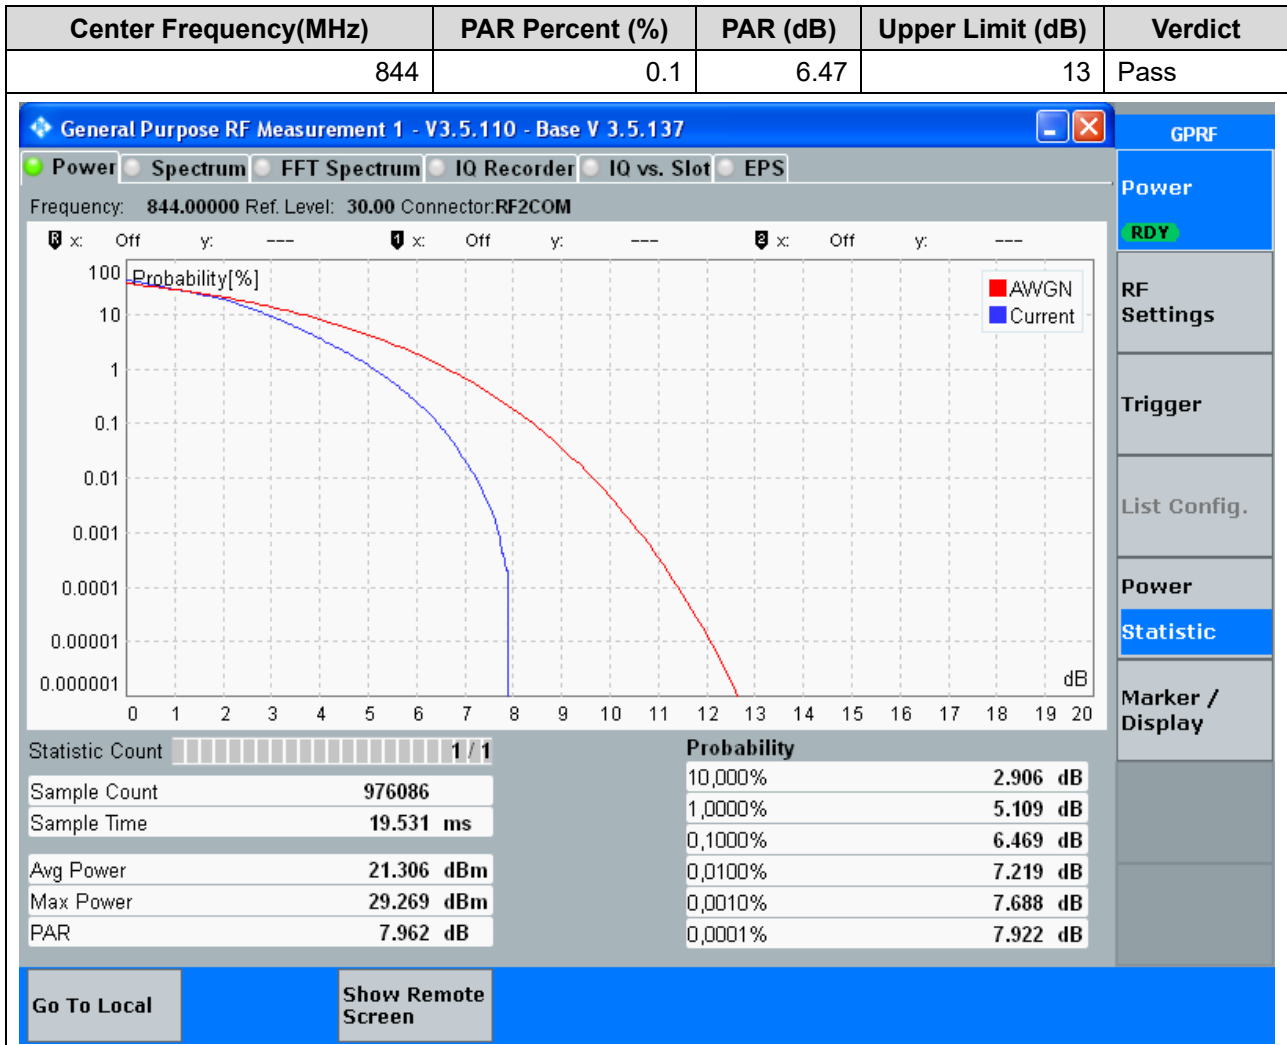 Center Frequency(MHz) PAR Percent (%) PAR (dB) Upper Limit (dB) Verdict
844 0.1 6.47 13 Pass
General Purpose RF Measurement 1 - V3.5.110 - Base V 3.5.137
GPRF
Power Spectrum FFT Spectrum IQ Recorder IQ vs. Slot EPS
Power
RDY
Frequency: 844.00000 Ref. Level: 30.00 Connector:RF2COM
R x: Off y: --- 1 x: Off y: --- 2 x: Off y: ---
Probability[%]
AWGN
Current
100
10
1
0.1
0.01
0.001
0.0001
0.00001
0.000001
dB
0 1 2 3 4 5 6 7 8 9 10 11 12 13 14 15 16 17 18 19 20
RF
Settings
Trigger
List Config.
Power
Statistic
Marker /
Display
Statistic Count 1 / 1
Sample Count 976086
Sample Time 19.531 ms
Avg Power 21.306 dBm
Max Power 29.269 dBm
PAR 7.962 dB
Probability
10,000% 2.906 dB
1,0000% 5.109 dB
0,1000% 6.469 dB
0,0100% 7.219 dB
0,0010% 7.688 dB
0,0001% 7.922 dB
Go To Local
Show Remote
Screen